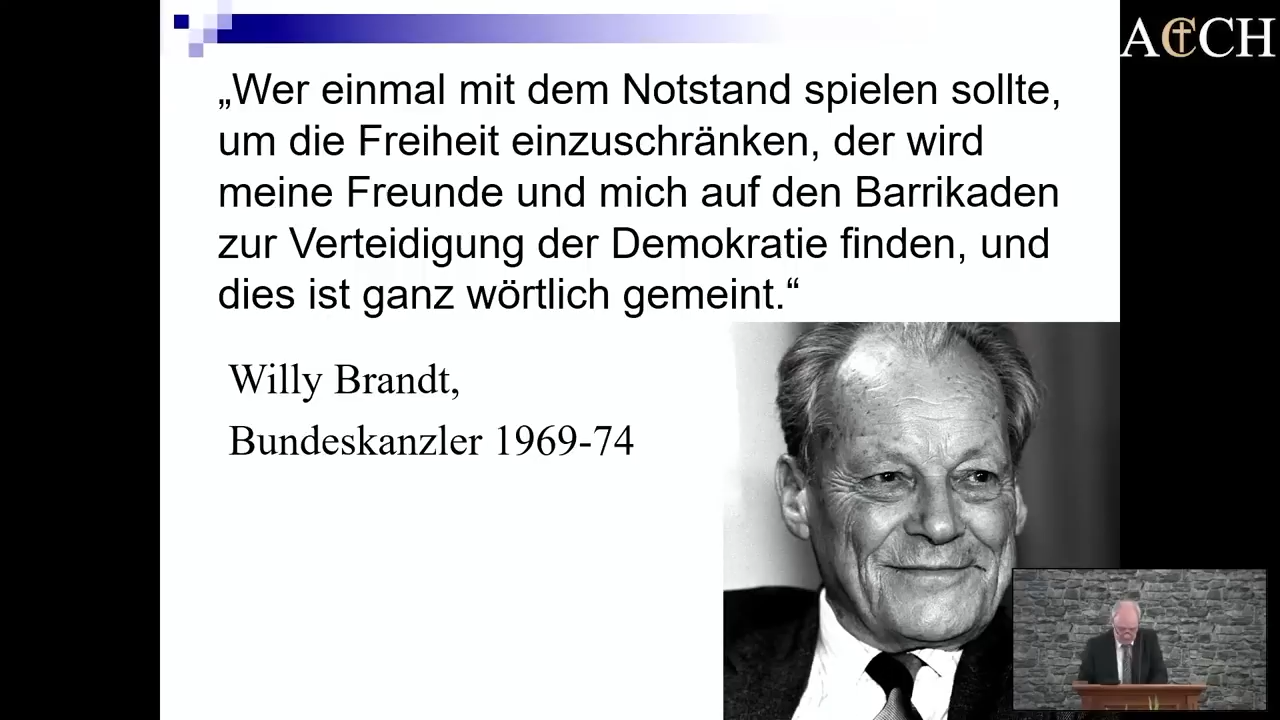 ACCH
„Wer einmal mit dem Notstand spielen sollte,
um die Freiheit einzuschränken, der wird
meine Freunde und mich auf den Barrikaden
zur Verteidigung der Demokratie finden, und
dies ist ganz wörtlich gemeint.“
Willy Brandt,
Bundeskanzler 1969-74